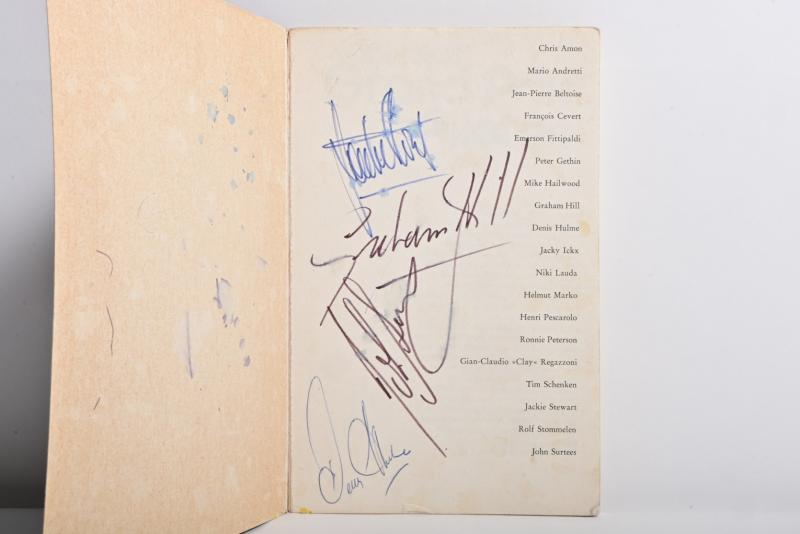 Chris Amon
Mario Andretti
Jean-Pierre Beltoise
François Cevert
Emerson Fittipaldi
Peter Gethin
Mike Hailwood
Graham Hill
Denis Hulme
Jacky Ickx
Niki Lauda
Helmut Marko
Henri Pescarolo
Ronnie Peterson
Gian-Claudio »Clay« Regazzoni
Tim Schenken
Jackie Stewart
Rolf Stommelen
John Surtees
Graham Hill